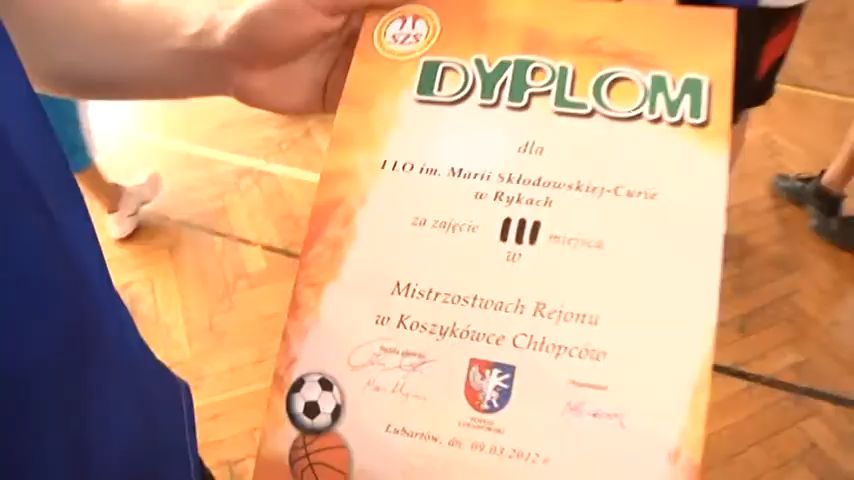 SZS
DYPLOM
dla
I LO im. Marii Skłodowskiej-Curie
w Rykach
za zajęcie III miejsca
w
Mistrzostwach Rejonu
w Koszykówce Chłopców
Lubartów, dn. 09.03.2012 r.